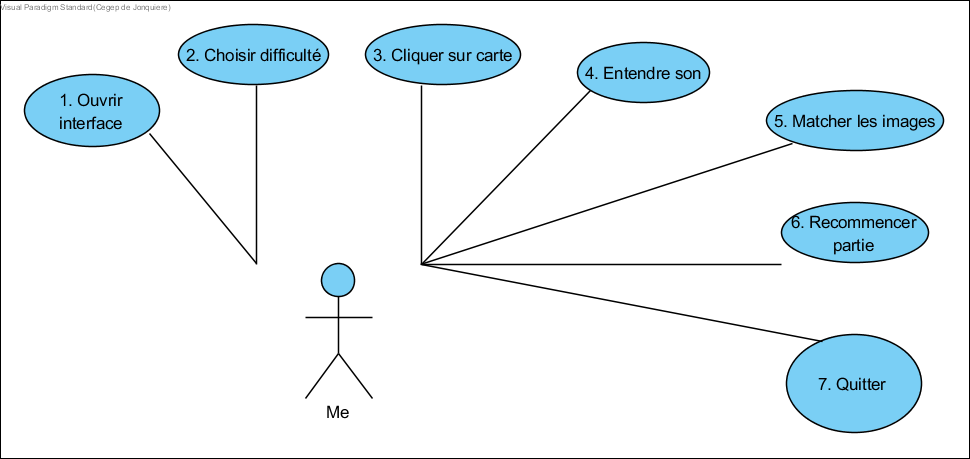 Visual Paradigm Standard(Cegep de Jonquiere)
1. Ouvrir
interface
2. Choisir difficulté
3. Cliquer sur carte
4. Entendre son
5. Matcher les images
6. Recommencer
partie
7. Quitter
Me